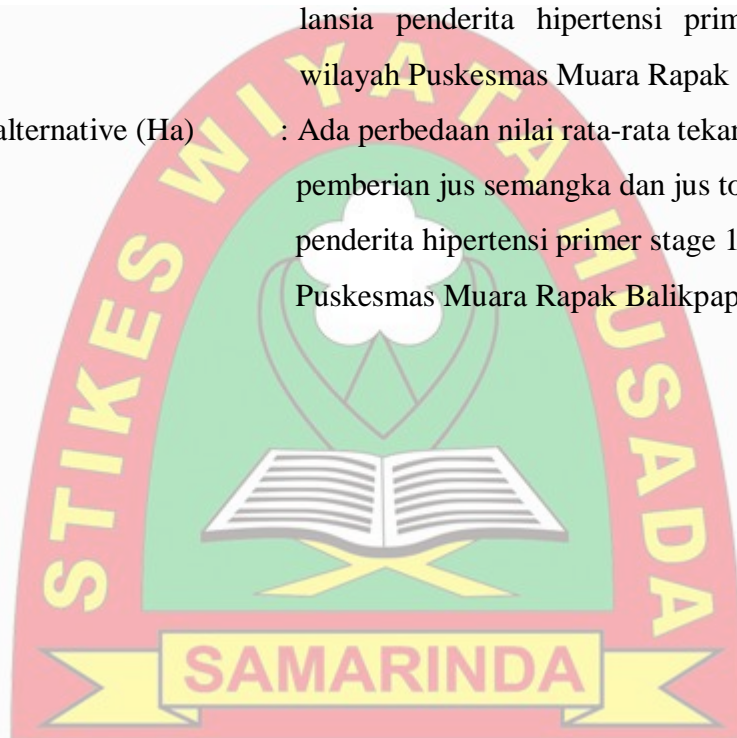 lansia penderita hipertensi prim
wilayah Puskesmas Muara Rapak
alternative (Ha) : Ada perbedaan nilai rata-rata tekan
pemberian jus semangka dan jus to
penderita hipertensi primer stage 1
Puskesmas Muara Rapak Balikpap
STIKES WIYATA HUSADA
SAMARINDA